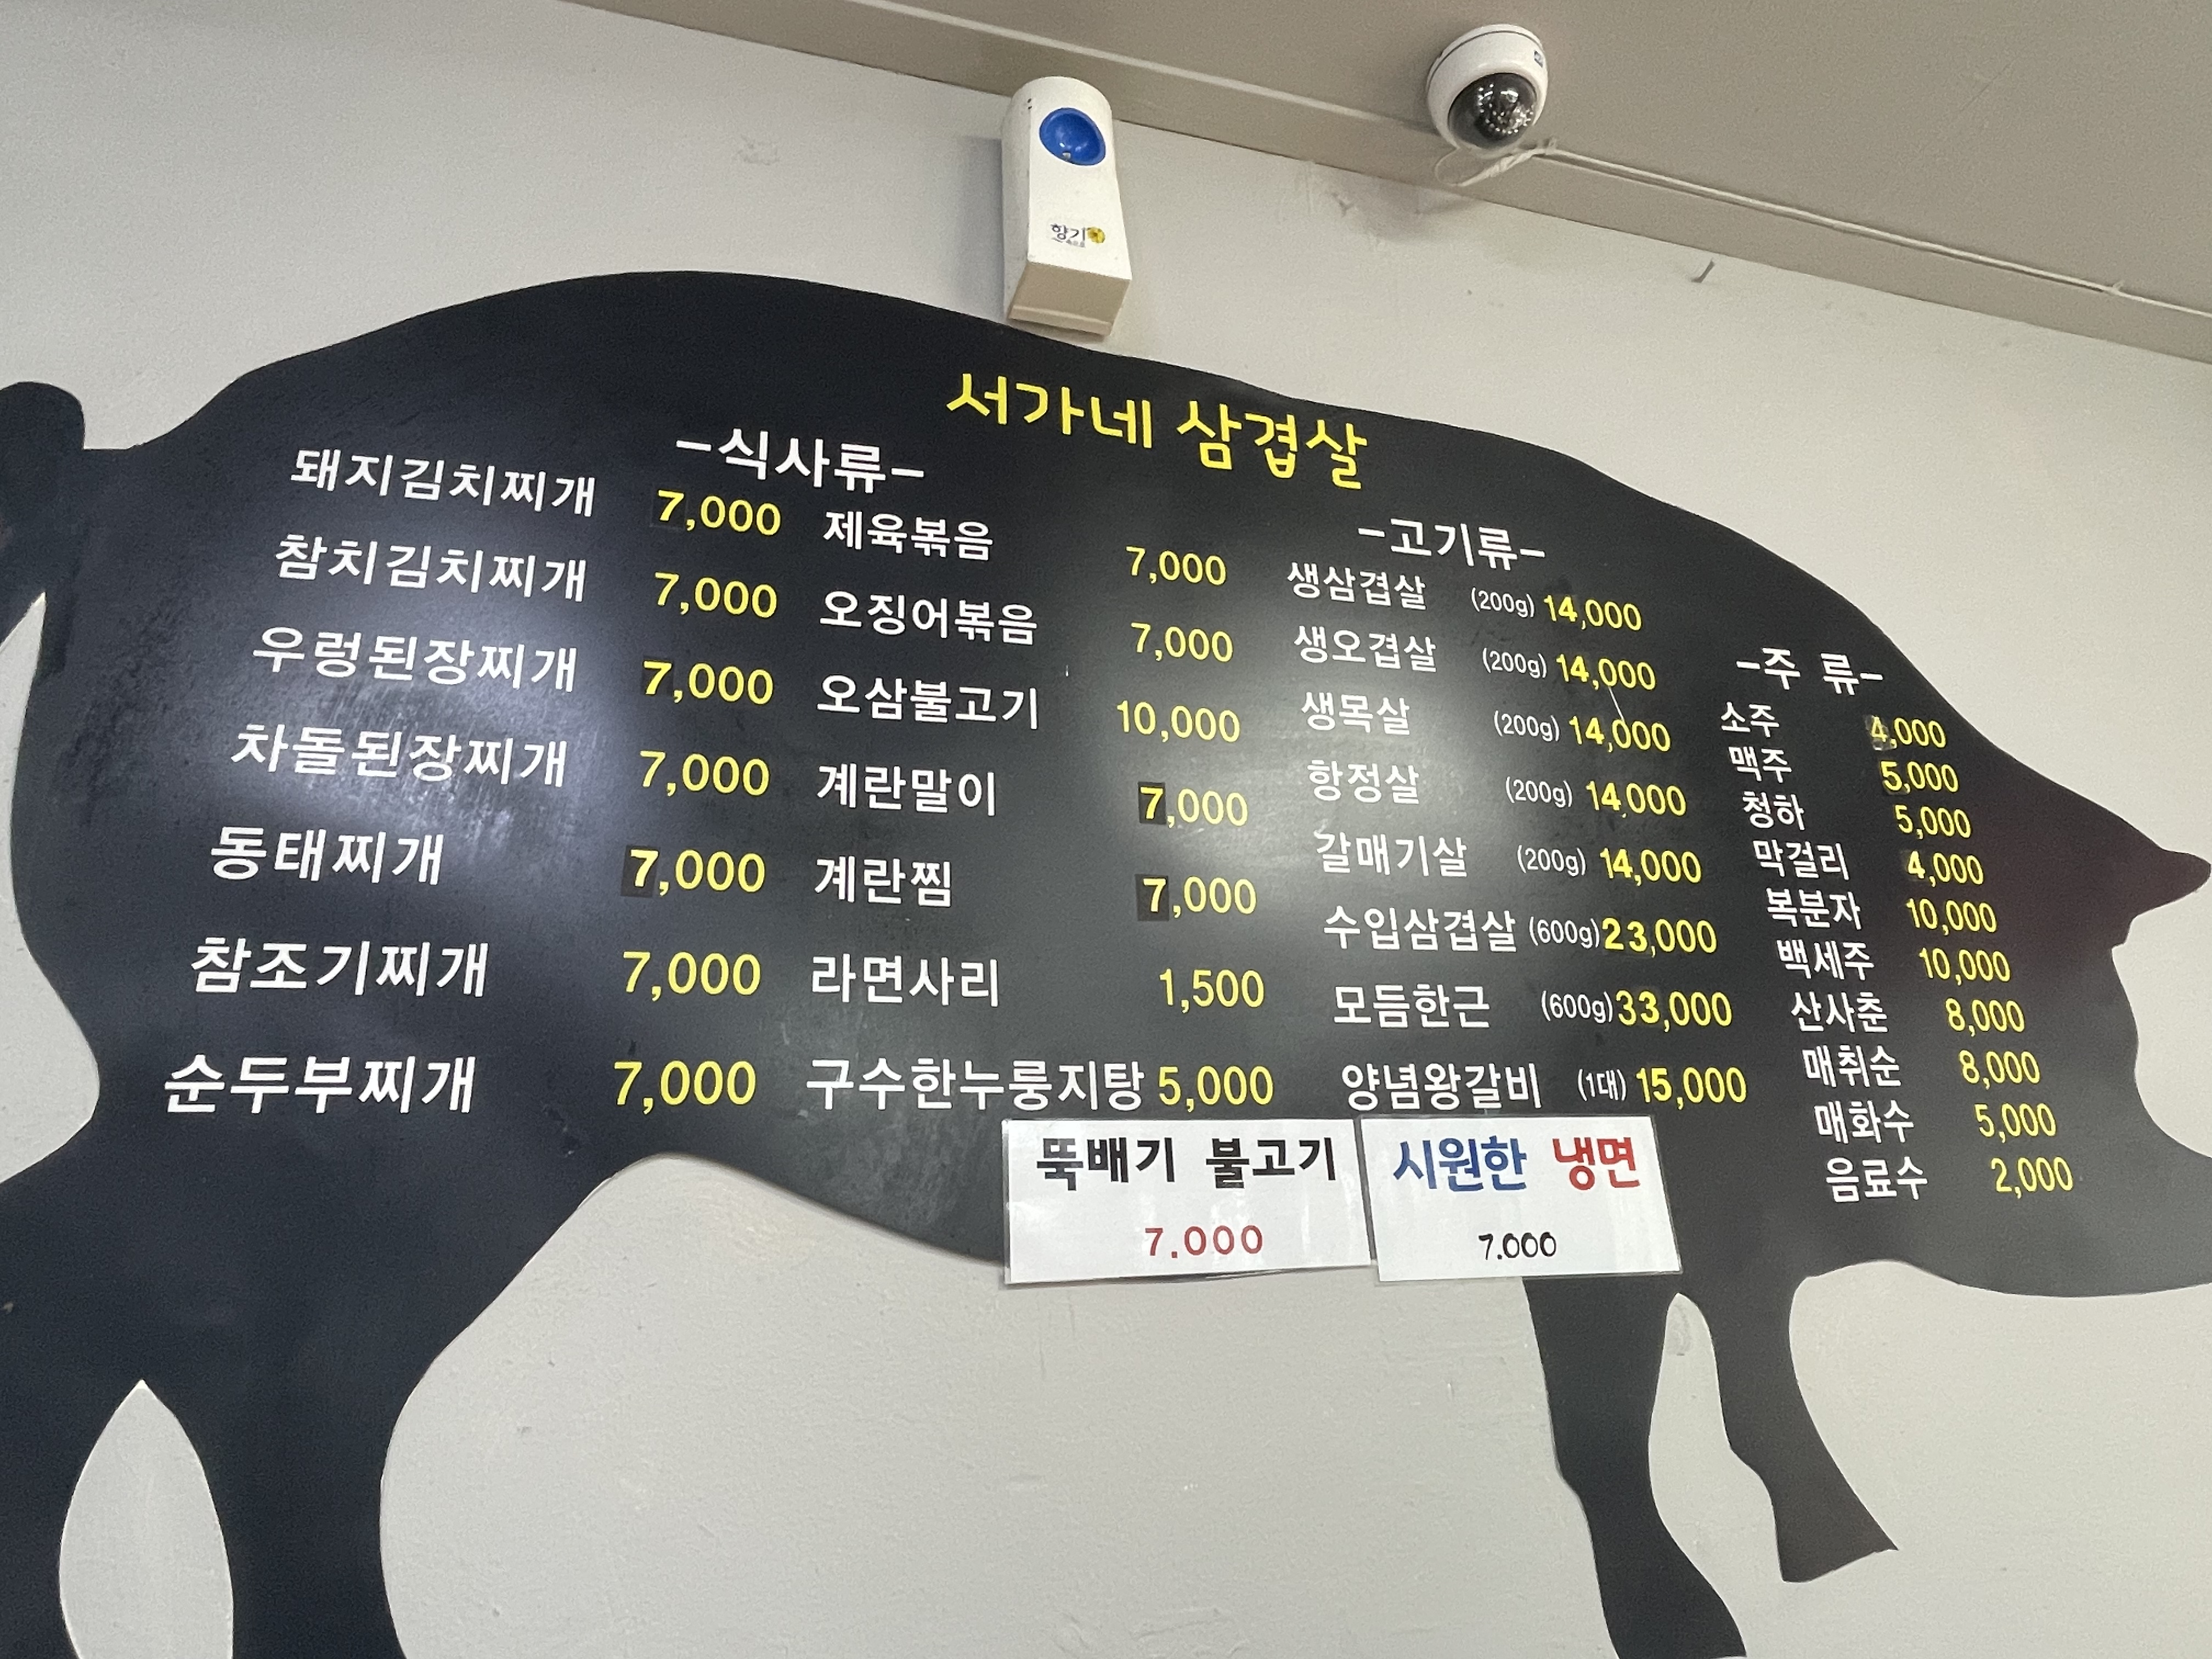 향기
서가네 삼겹살
-식사류-
돼지김치찌개 7,000
참치김치찌개 7,000
우렁된장찌개 7,000
차돌된장찌개 7,000
동태찌개 7,000
참조기찌개 7,000
순두부찌개 7,000
제육볶음 7,000
오징어볶음 7,000
오삼불고기 10,000
계란말이 7,000
계란찜 7,000
라면사리 1,500
구수한누룽지탕 5,000
-고기류-
생삼겹살 (200g) 14,000
생오겹살 (200g) 14,000
생목살 (200g) 14,000
항정살 (200g) 14,000
갈매기살 (200g) 14,000
수입삼겹살 (600g) 23,000
모듬한근 (600g) 33,000
양념왕갈비 (1대) 15,000
-주 류-
소주 4,000
맥주 5,000
청하 5,000
막걸리 4,000
복분자 10,000
백세주 10,000
산사춘 8,000
매취순 8,000
매화수 5,000
음료수 2,000
뚝배기 불고기
7.000
시원한 냉면
7.000